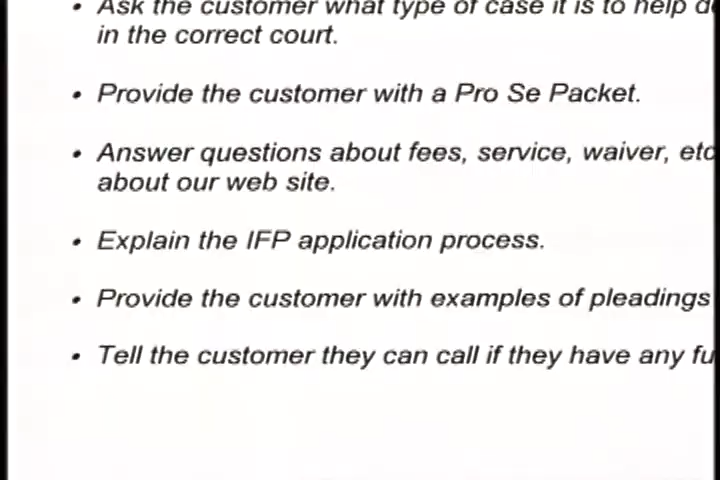 • Ask the customer what type of case it is to help
in the correct court.
• Provide the customer with a Pro Se Packet.
• Answer questions about fees, service, waiver, etc
about our web site.
• Explain the IFP application process.
• Provide the customer with examples of pleadings
• Tell the customer they can call if they have any